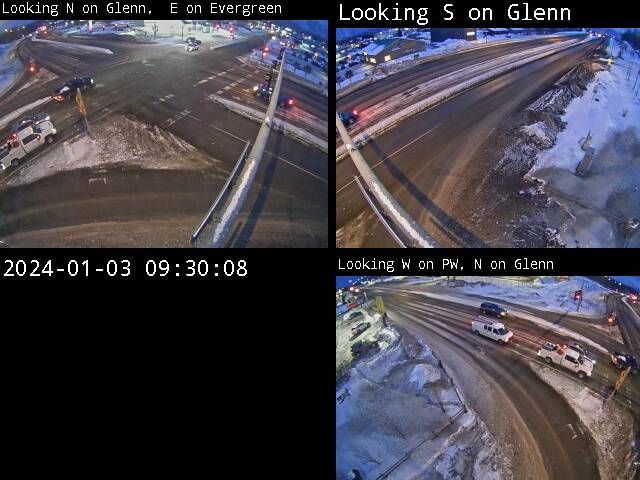 Looking N on Glenn, E on Evergreen
Looking S on Glenn
2024-01-03 09:30:08
Looking W on PW, N on Glenn